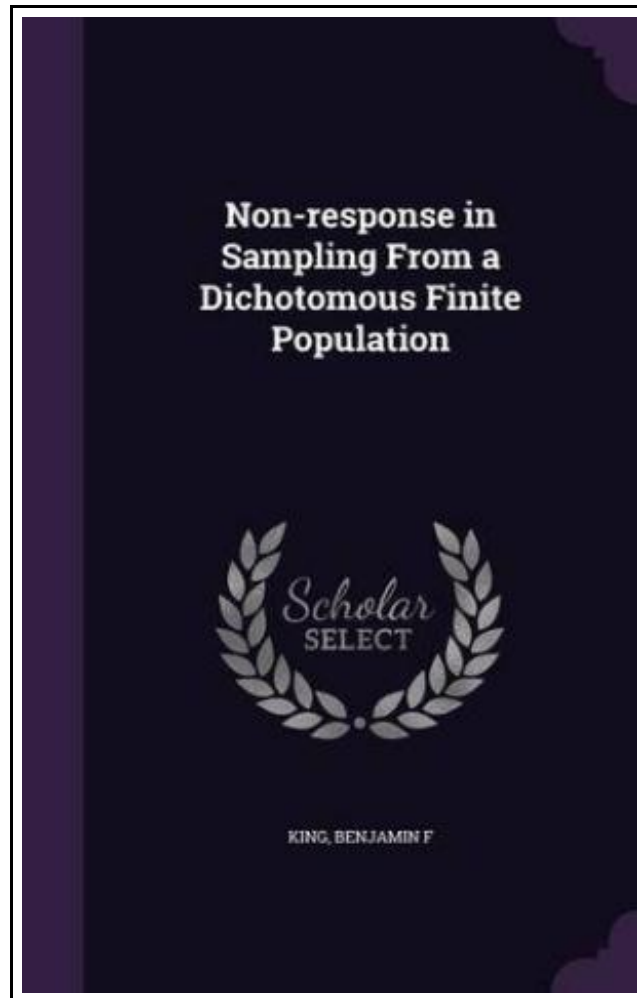 Non-response in
Sampling From a
Dichotomous Finite
Population
Scholar
SELECT
KING, BENJAMIN F